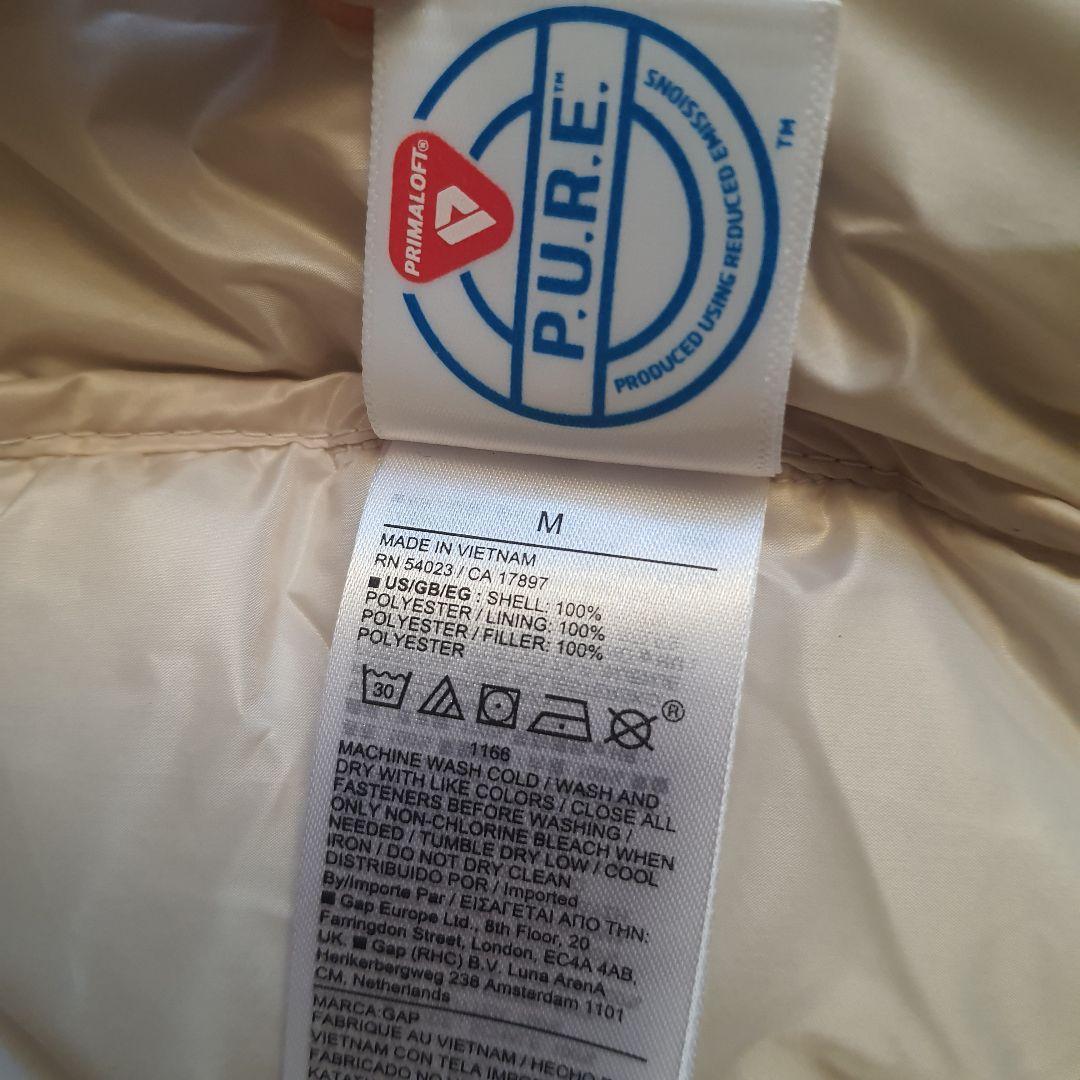 PRIMALOFT®
P.U.R.E.™
PRODUCED USING REDUCED EMISSIONS
™
M
MADE IN VIETNAM
RN 54023 / CA 17897
■ US/GB/EG : SHELL: 100%
POLYESTER / LINING: 100%
POLYESTER / FILLER: 100%
POLYESTER
30
®
1166
MACHINE WASH COLD / WASH AND
DRY WITH LIKE COLORS / CLOSE ALL
FASTENERS BEFORE WASHING /
ONLY NON-CHLORINE BLEACH WHEN
NEEDED / TUMBLE DRY LOW / COOL
IRON / DO NOT DRY CLEAN
DISTRIBUIDO POR / Imported
By/Importe Par / ΕΙΣΑΓΕΤΑΙ ΑΠΟ ΤΗΝ:
■ Gap Europe Ltd., 8th Floor, 20
Farringdon Street, London, EC4A 4AB,
UK. ■ Gap (RHC) B.V. Luna ArenA
Herikerbergweg 238 Amsterdam 1101
CM, Netherlands
MARCA:GAP
FABRIQUE AU VIETNAM / HECHO
VIETNAM CON TELA
FABRICADO